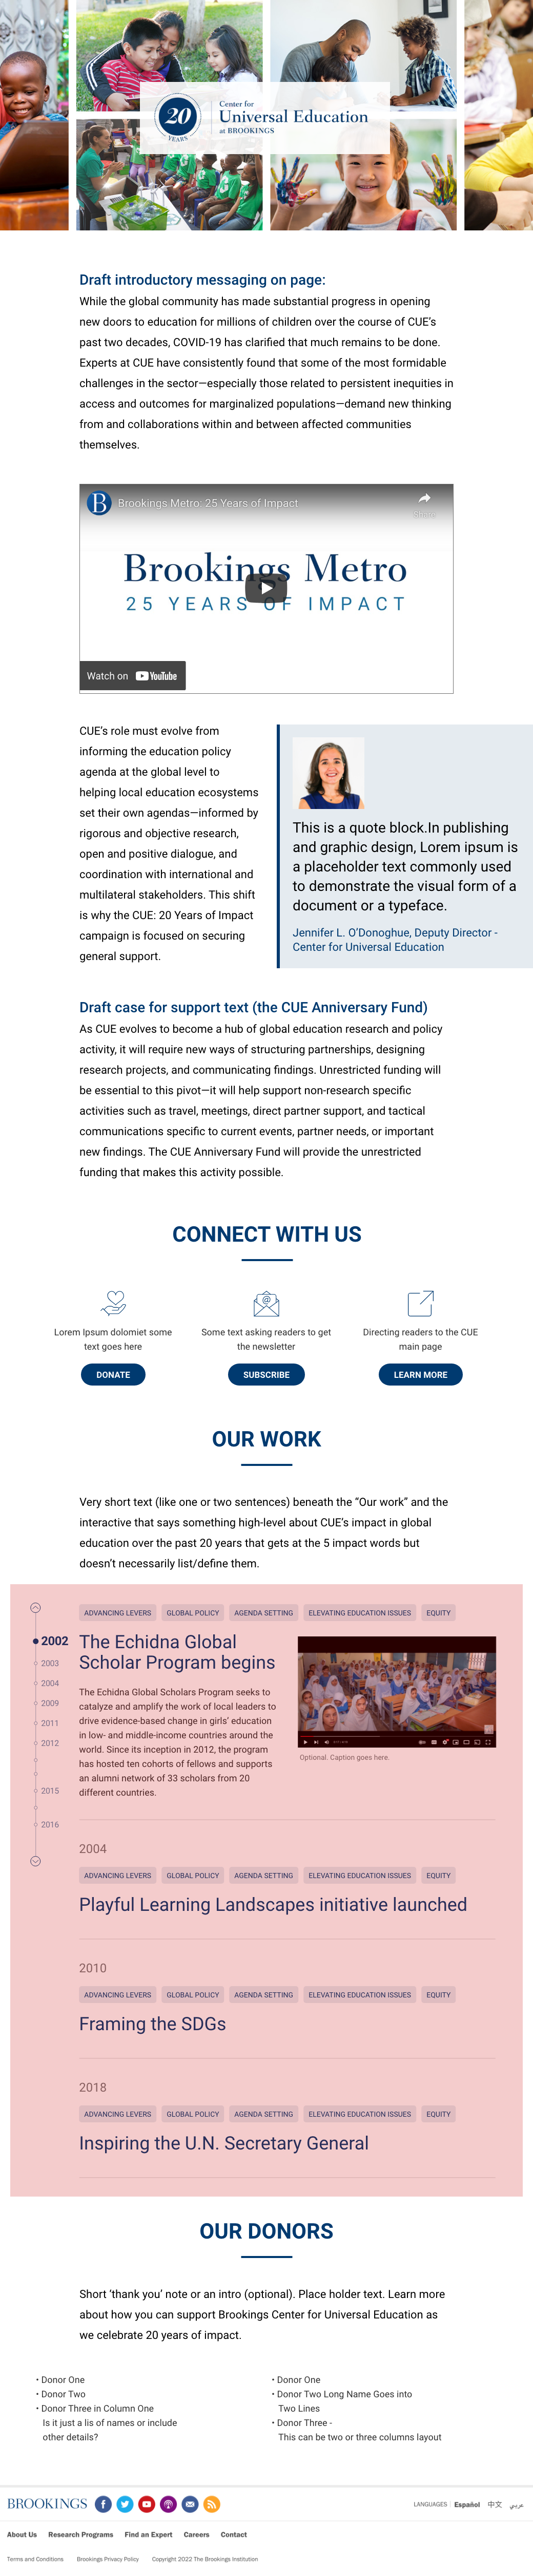 20
YEARS
Center for
Universal Education
at BROOKINGS
Draft introductory messaging on page:
While the global community has made substantial progress in opening
new doors to education for millions of children over the course of CUE’s
past two decades, COVID-19 has clarified that much remains to be done.
Experts at CUE have consistently found that some of the most formidable
challenges in the sector—especially those related to persistent inequities in
access and outcomes for marginalized populations—demand new thinking
from and collaborations within and between affected communities
themselves.
B
Brookings Metro: 25 Years of Impact
Brookings Metro
25 YEARS OF IMPACT
Watch on YouTube
CUE’s role must evolve from
informing the education policy
agenda at the global level to
helping local education ecosystems
set their own agendas—informed by
rigorous and objective research,
open and positive dialogue, and
coordination with international and
multilateral stakeholders. This shift
is why the CUE: 20 Years of Impact
campaign is focused on securing
general support.
This is a quote block.In publishing
and graphic design, Lorem ipsum is
a placeholder text commonly used
to demonstrate the visual form of a
document or a typeface.
Jennifer L. O’Donoghue, Deputy Director -
Center for Universal Education
Draft case for support text (the CUE Anniversary Fund)
As CUE evolves to become a hub of global education research and policy
activity, it will require new ways of structuring partnerships, designing
research projects, and communicating findings. Unrestricted funding will
be essential to this pivot—it will help support non-research specific
activities such as travel, meetings, direct partner support, and tactical
communications specific to current events, partner needs, or important
new findings. The CUE Anniversary Fund will provide the unrestricted
funding that makes this activity possible.
CONNECT WITH US
Lorem Ipsum dolomiet some
text goes here
DONATE
Some text asking readers to get
the newsletter
SUBSCRIBE
Directing readers to the CUE
main page
LEARN MORE
OUR WORK
Very short text (like one or two sentences) beneath the “Our work” and the
interactive that says something high-level about CUE’s impact in global
education over the past 20 years that gets at the 5 impact words but
doesn’t necessarily list/define them.
2002
2003
2004
2009
2011
2012
2015
2016
ADVANCING LEVERS GLOBAL POLICY AGENDA SETTING ELEVATING EDUCATION ISSUES EQUITY
The Echidna Global
Scholar Program begins
The Echidna Global Scholars Program seeks to
catalyze and amplify the work of local leaders to
drive evidence-based change in girls’ education
in low- and middle-income countries around the
world. Since its inception in 2012, the program
has hosted ten cohorts of fellows and supports
an alumni network of 33 scholars from 20
different countries.
Optional. Caption goes here.
2004
ADVANCING LEVERS GLOBAL POLICY AGENDA SETTING ELEVATING EDUCATION ISSUES EQUITY
Playful Learning Landscapes initiative launched
2010
ADVANCING LEVERS GLOBAL POLICY AGENDA SETTING ELEVATING EDUCATION ISSUES EQUITY
Framing the SDGs
2018
ADVANCING LEVERS GLOBAL POLICY AGENDA SETTING ELEVATING EDUCATION ISSUES EQUITY
Inspiring the U.N. Secretary General
OUR DONORS
Short ‘thank you’ note or an intro (optional). Place holder text. Learn more
about how you can support Brookings Center for Universal Education as
we celebrate 20 years of impact.
• Donor One
• Donor Two
• Donor Three in Column One
Is it just a lis of names or include
other details?
• Donor One
• Donor Two Long Name Goes into
Two Lines
• Donor Three -
This can be two or three columns layout
BROOKINGS
LANGUAGES Español 中文 عربي
About Us Research Programs Find an Expert Careers Contact
Terms and Conditions Brookings Privacy Policy Copyright 2022 The Brookings Institution